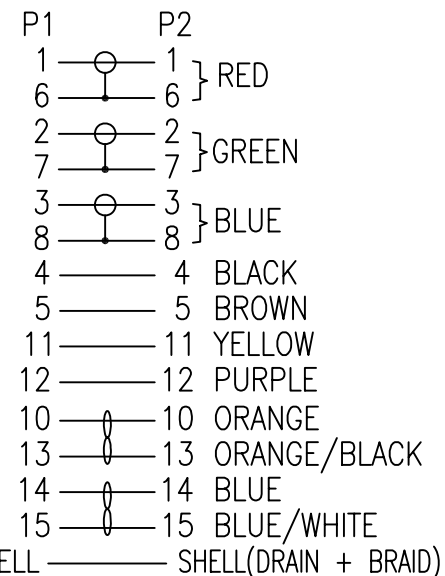 P1 P2
1 1
6 6
RED
2 2
7 7
GREEN
3 3
8 8
BLUE
4 4 BLACK
5 5 BROWN
11 11 YELLOW
12 12 PURPLE
10 10 ORANGE
13 13 ORANGE/BLACK
14 14 BLUE
15 15 BLUE/WHITE
ELL SHELL(DRAIN + BRAID)